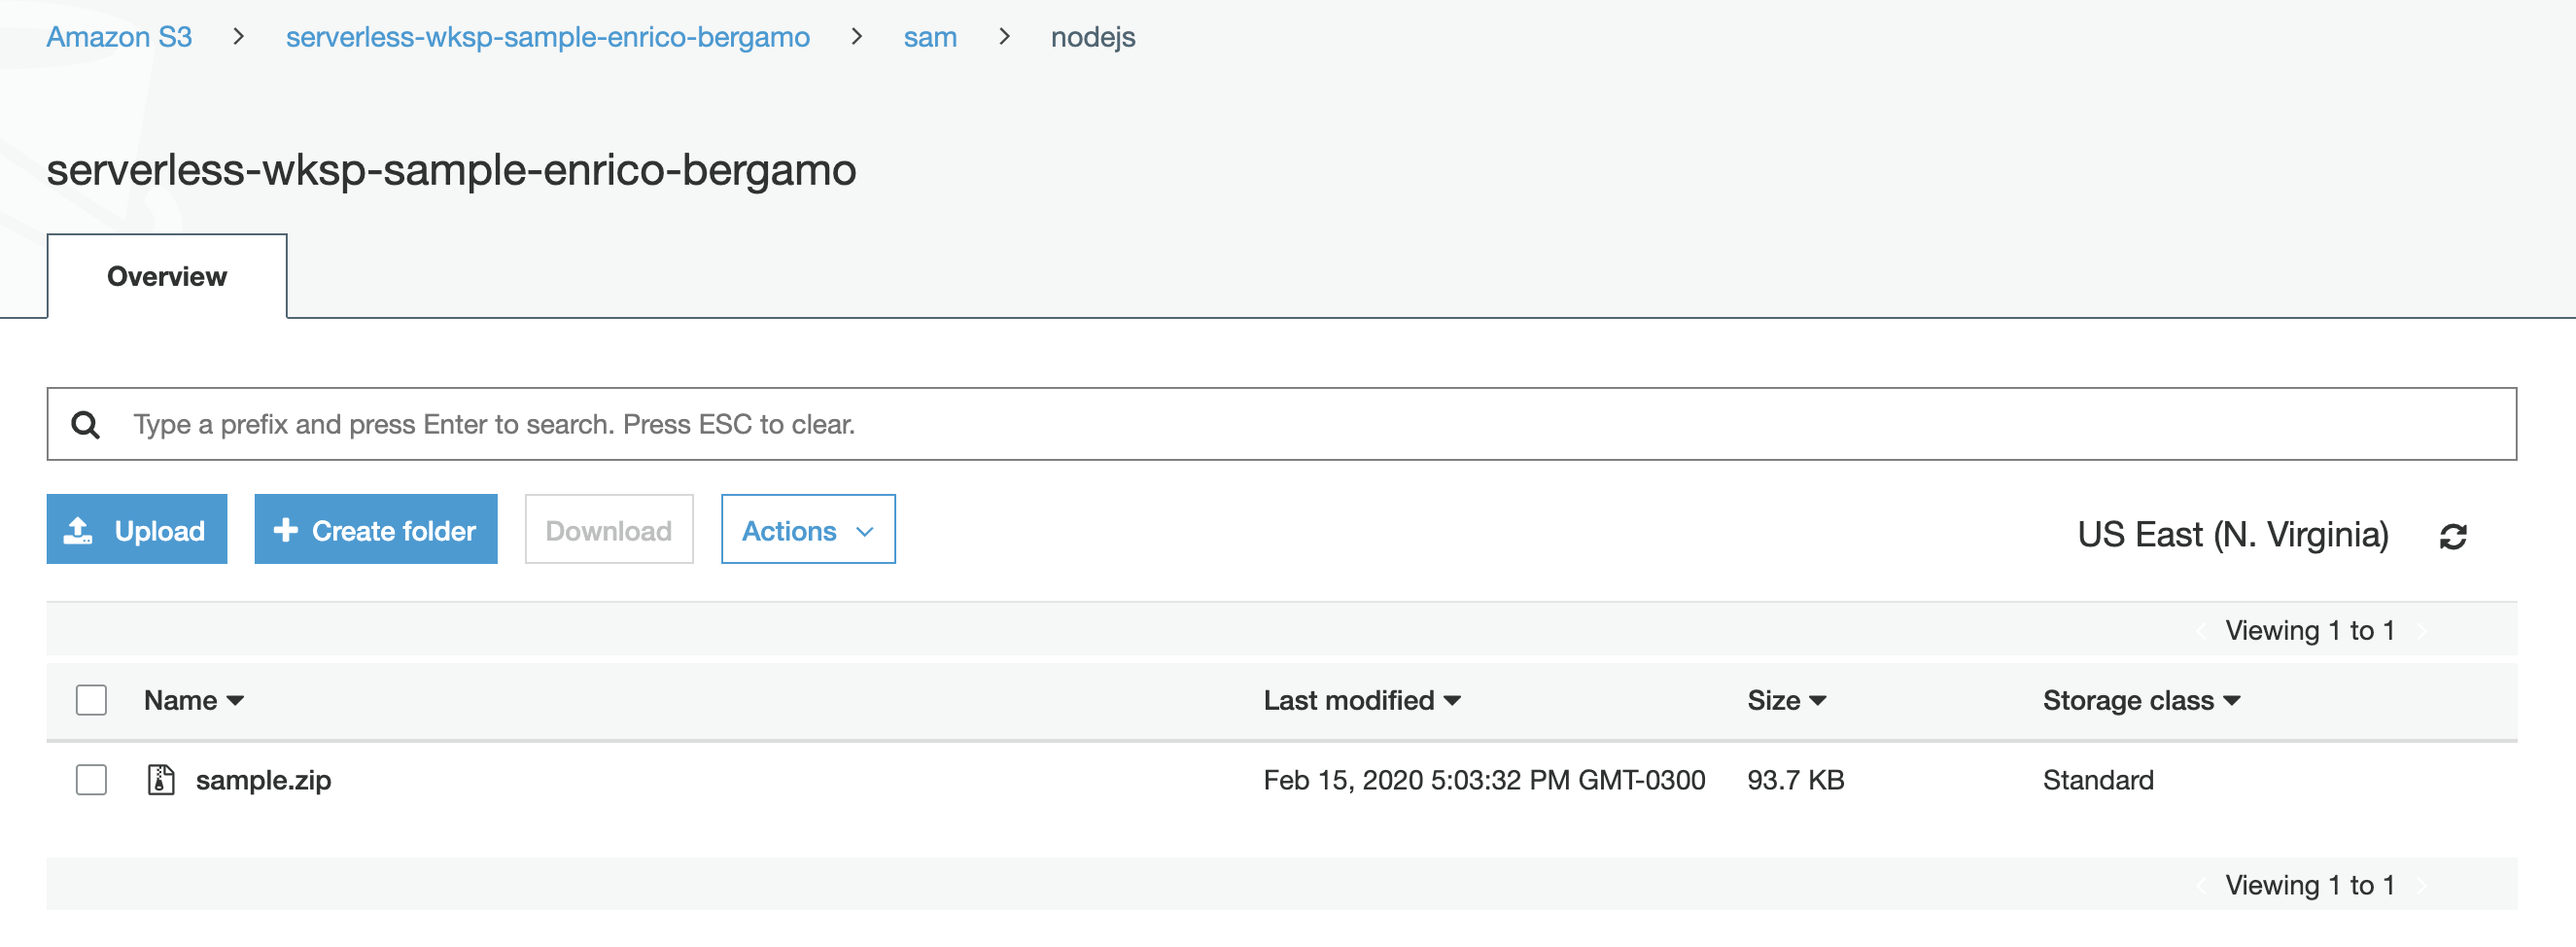 Amazon S3 > serverless-wksp-sample-enrico-bergamo > sam > nodejs
serverless-wksp-sample-enrico-bergamo
Overview
Type a prefix and press Enter to search. Press ESC to clear.
Upload + Create folder Download Actions US East (N. Virginia)
Viewing 1 to 1
Name Last modified Size Storage class
sample.zip Feb 15, 2020 5:03:32 PM GMT-0300 93.7 KB Standard
Viewing 1 to 1